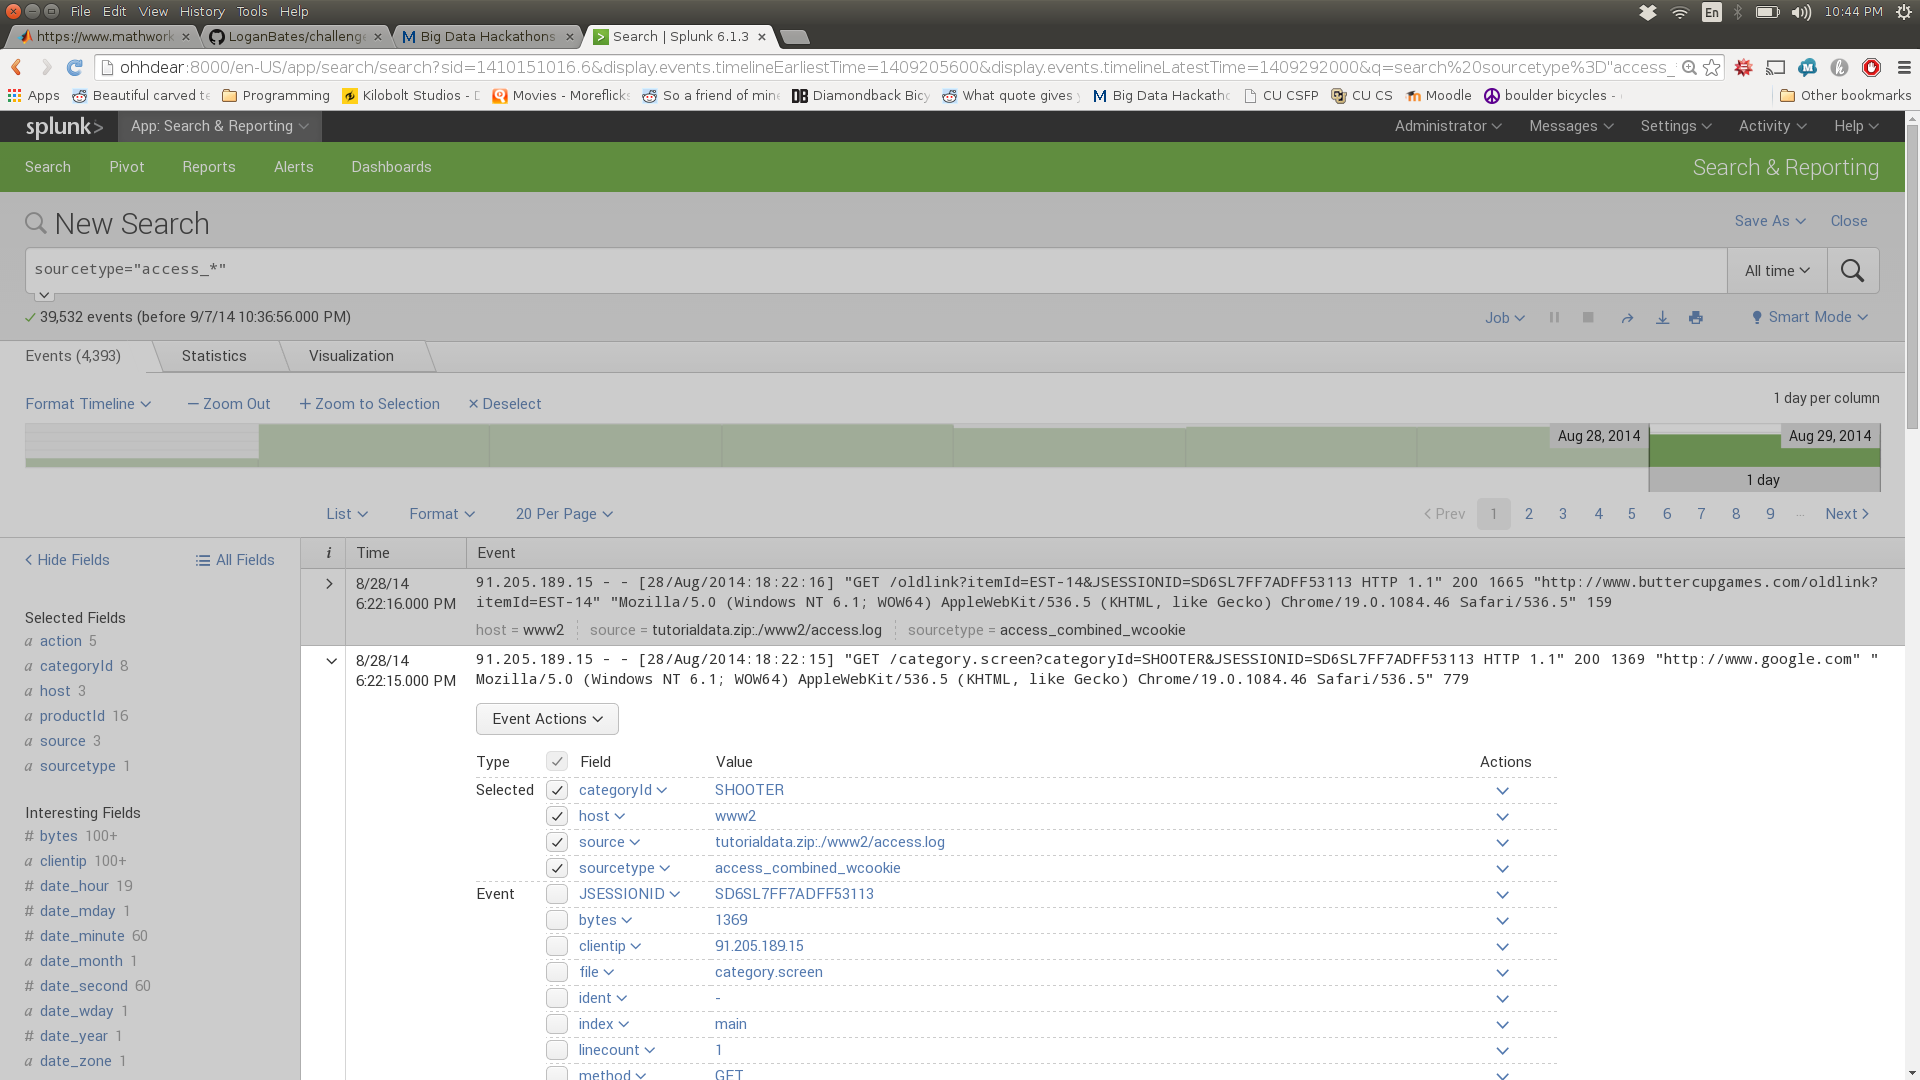 File Edit View History Tools Help
En 10:44 PM
https://www.mathwork LoganBates/challeng Big Data Hackathons Search | Splunk 6.1.3
ohhdear:8000/en-US/app/search/search?sid=1410151016.6&display.events.timelineEarliestTime=1409205600&display.events.timelineLatestTime=1409292000&q=search%20sourcetype%3D"access_
Apps Beautiful carved Programming Kilobolt Studios - Movies - Moreflicks So a friend of min Diamondback Bicy What quote gives y Big Data Hackatho CU CSFP CU CS Moodle boulder bicycles - Other bookmarks
splunk> App: Search & Reporting Administrator Messages Settings Activity Help
Search Pivot Reports Alerts Dashboards Search & Reporting
New Search Save As Close
sourcetype="access_*" All time
39,532 events (before 9/7/14 10:36:56.000 PM) Job Smart Mode
Events (4,393) Statistics Visualization
Format Timeline — Zoom Out + Zoom to Selection × Deselect 1 day per column
Aug 28, 2014 Aug 29, 2014
1 day
List Format 20 Per Page < Prev 1 2 3 4 5 6 7 8 9 ... Next >
< Hide Fields All Fields
Selected Fields
a action 5
a categoryId 8
a host 3
a productId 16
a source 3
a sourcetype 1
Interesting Fields
# bytes 100+
a clientip 100+
# date_hour 19
# date_mday 1
# date_minute 60
a date_month 1
# date_second 60
a date_wday 1
# date_year 1
a date_zone 1
i Time Event
8/28/14
6:22:16.000 PM
91.205.189.15 - - [28/Aug/2014:18:22:16] "GET /oldlink?itemId=EST-14&JSESSIONID=SD6SL7FF7ADFF53113 HTTP 1.1" 200 1665 "http://www.buttercupgames.com/oldlink?
itemId=EST-14" "Mozilla/5.0 (Windows NT 6.1; WOW64) AppleWebKit/536.5 (KHTML, like Gecko) Chrome/19.0.1084.46 Safari/536.5" 159
host = www2 source = tutorialdata.zip:./www2/access.log sourcetype = access_combined_wcookie
8/28/14
6:22:15.000 PM
91.205.189.15 - - [28/Aug/2014:18:22:15] "GET /category.screen?categoryId=SHOOTER&JSESSIONID=SD6SL7FF7ADFF53113 HTTP 1.1" 200 1369 "http://www.google.com" "
Mozilla/5.0 (Windows NT 6.1; WOW64) AppleWebKit/536.5 (KHTML, like Gecko) Chrome/19.0.1084.46 Safari/536.5" 779
Event Actions
Type Field Value Actions
Selected categoryId SHOOTER
host www2
source tutorialdata.zip:./www2/access.log
sourcetype access_combined_wcookie
Event JSESSIONID SD6SL7FF7ADFF53113
bytes 1369
clientip 91.205.189.15
file category.screen
ident -
index main
linecount 1
method GET